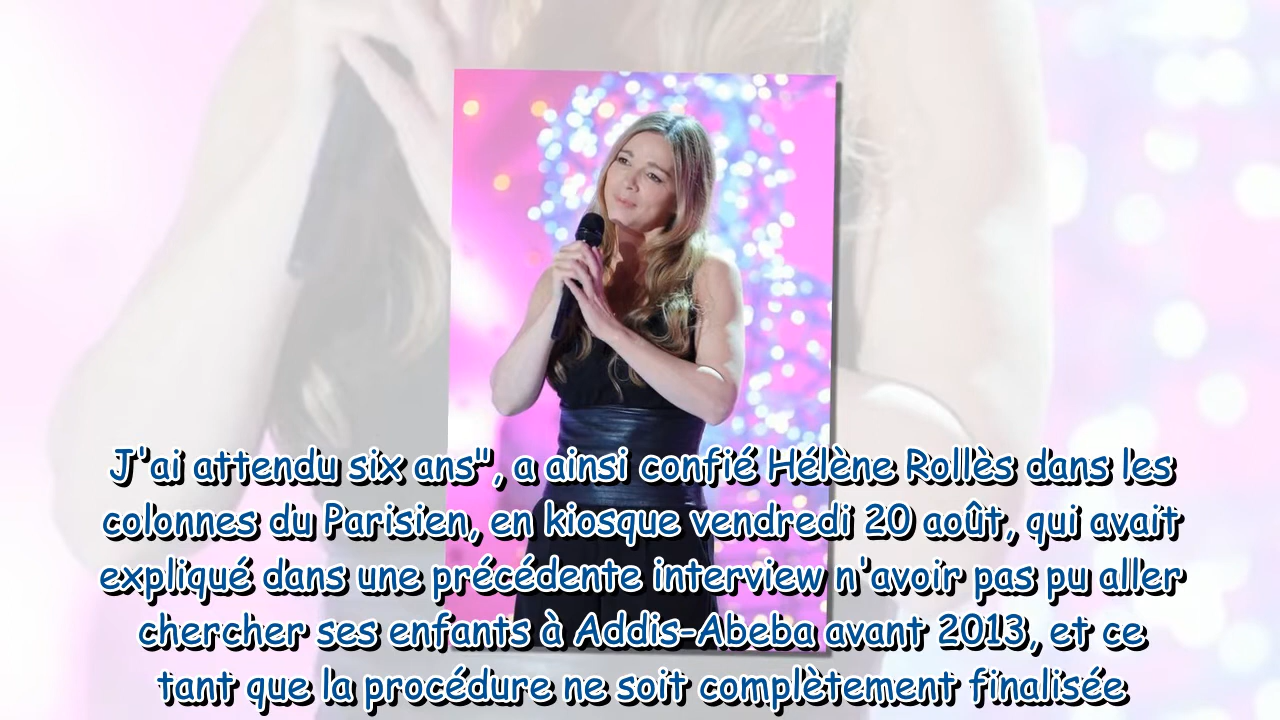 J'ai attendu six ans", a ainsi confié Hélène Rollès dans les
colonnes du Parisien, en kiosque vendredi 20 août, qui avait
expliqué dans une précédente interview n'avoir pas pu aller
chercher ses enfants à Addis-Abeba avant 2013, et ce
tant que la procédure ne soit complètement finalisée